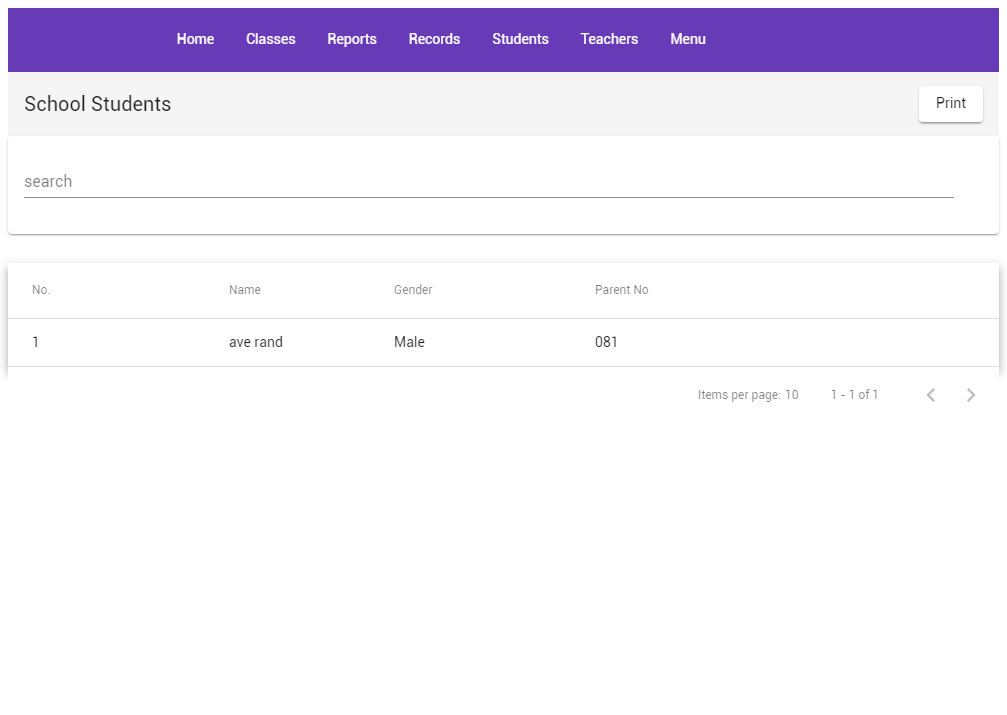 Home Classes Reports Records Students Teachers Menu
School Students
Print
search
No. Name Gender Parent No
1 ave rand Male 081
Items per page: 10 1 - 1 of 1